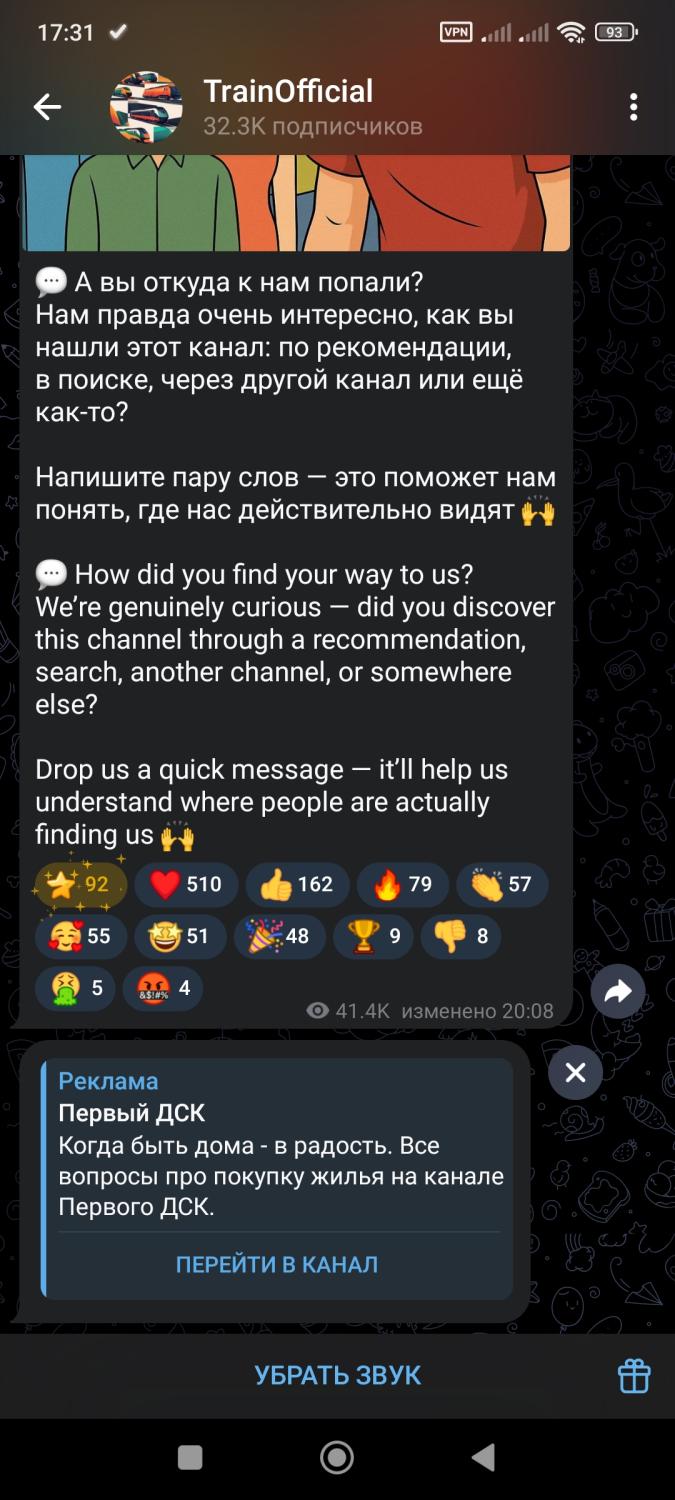 17:31
VPN
93
TrainOfficial
32.3K подписчиков
💬 А вы откуда к нам попали?
Нам правда очень интересно, как вы
нашли этот канал: по рекомендации,
в поиске, через другой канал или ещё
как-то?
Напишите пару слов — это поможет нам
понять, где нас действительно видят 🙌
💬 How did you find your way to us?
We’re genuinely curious — did you discover
this channel through a recommendation,
search, another channel, or somewhere
else?
Drop us a quick message — it’ll help us
understand where people are actually
finding us 🙌
⭐ 92 ❤ 510 👍 162 🔥 79 👏 57
🥰 55 🤩 51 🎉 48 🏆 9 👎 8
🤮 5 🤬 4
41.4K изменено 20:08
Реклама
Первый ДСК
Когда быть дома - в радость. Все
вопросы про покупку жилья на канале
Первого ДСК.
ПЕРЕЙТИ В КАНАЛ
УБРАТЬ ЗВУК